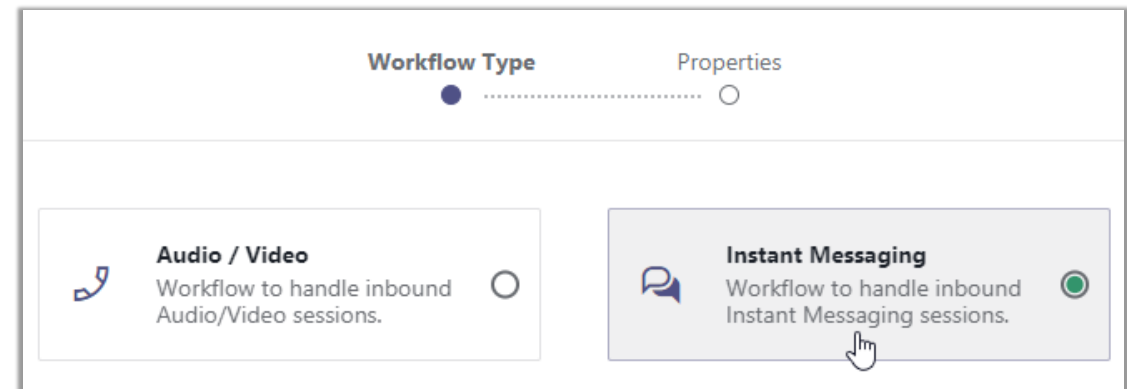 Workflow Type
Properties
Audio / Video
Workflow to handle inbound
Audio/Video sessions.
Instant Messaging
Workflow to handle inbound
Instant Messaging sessions.